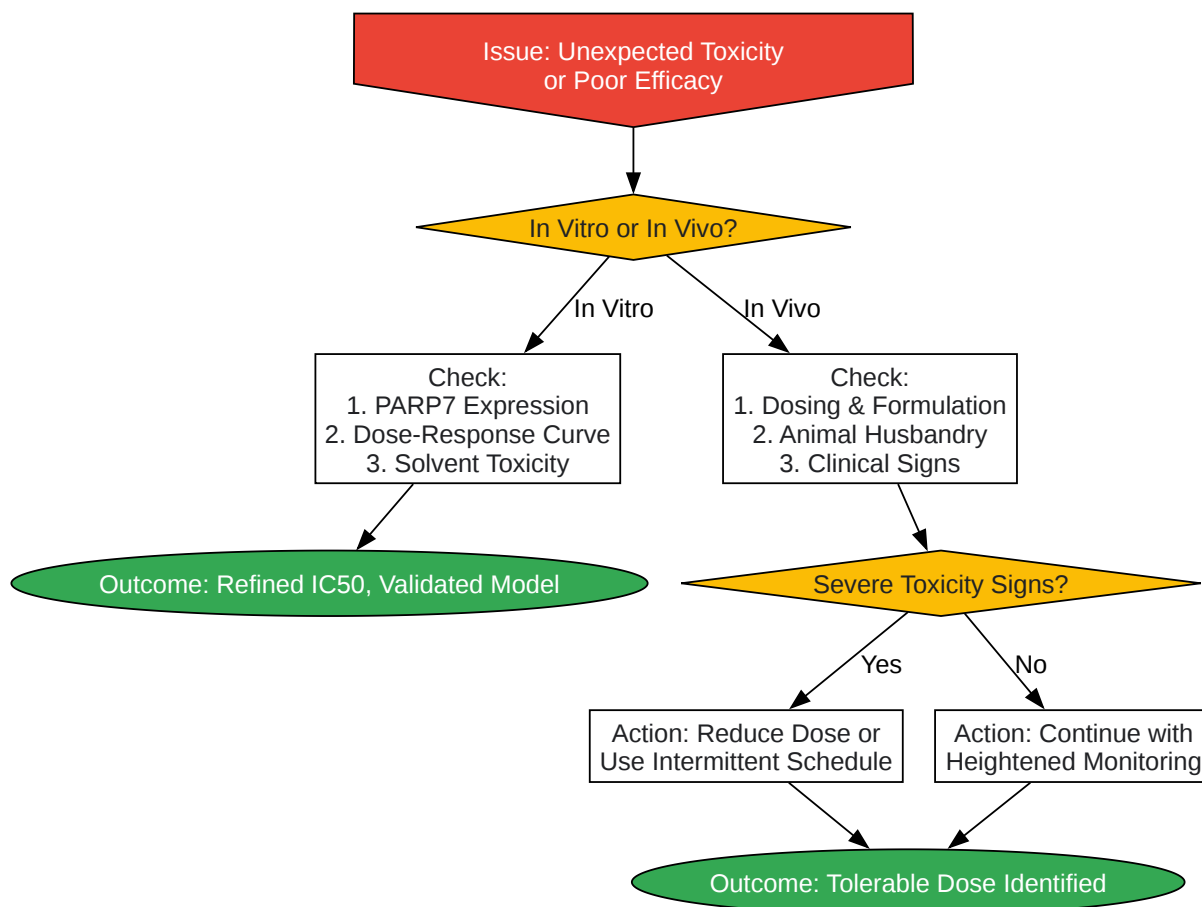 Issue: Unexpected Toxicity
or Poor Efficacy
In Vitro or In Vivo?
In Vitro
In Vivo
Check:
1. PARP7 Expression
2. Dose-Response Curve
3. Solvent Toxicity
Check:
1. Dosing & Formulation
2. Animal Husbandry
3. Clinical Signs
Outcome: Refined IC50, Validated Model
Severe Toxicity Signs?
Yes
No
Action: Reduce Dose or
Use Intermittent Schedule
Action: Continue with
Heightened Monitoring
Outcome: Tolerable Dose Identified